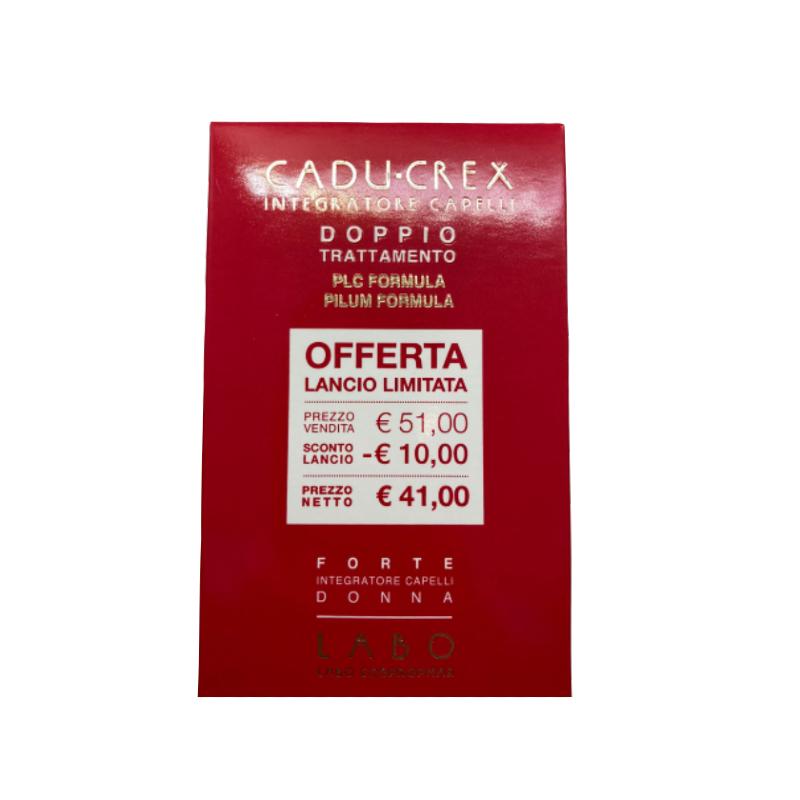 CADU·CREX
INTEGRATORE CAPELLI
DOPPIO
TRATTAMENTO
PLC FORMULA
PILUM FORMULA
OFFERTA
LANCIO LIMITATA
PREZZO VENDITA € 51,00
SCONTO LANCIO -€ 10,00
PREZZO NETTO € 41,00
FORTE
INTEGRATORE CAPELLI
DONNA
LABO